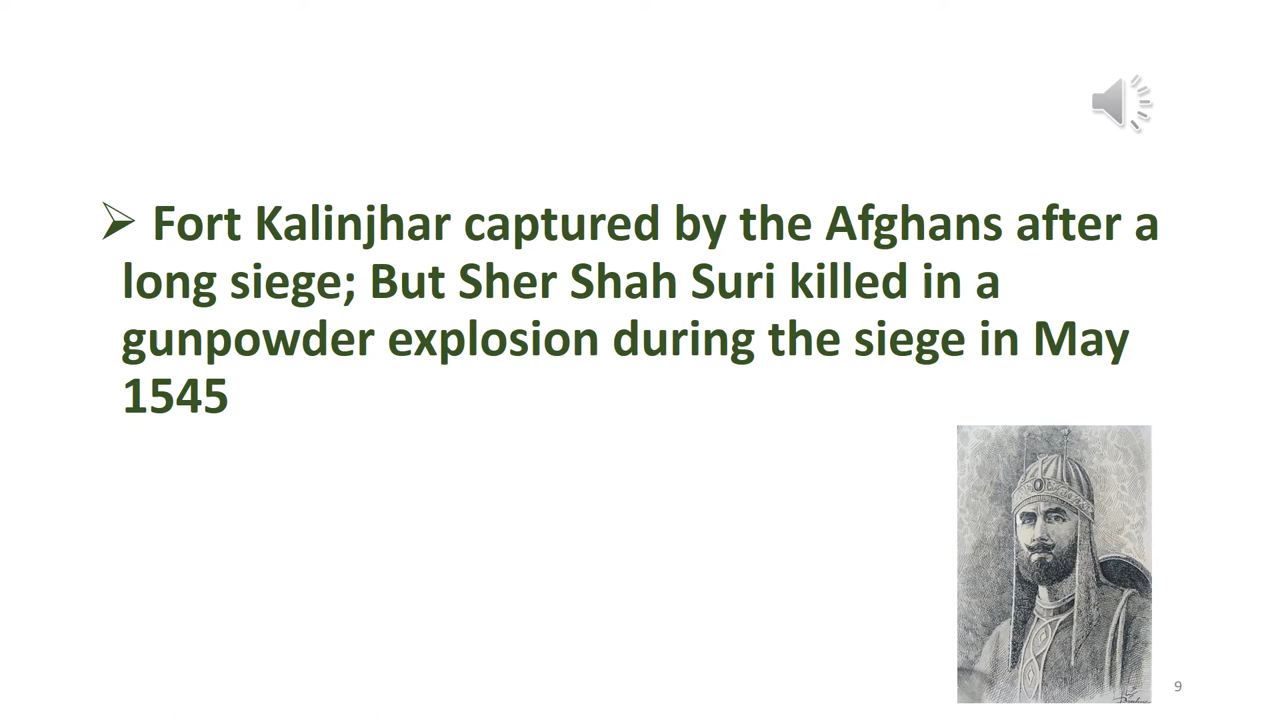 ➢ Fort Kalinjhar captured by the Afghans after a
long siege; But Sher Shah Suri killed in a
gunpowder explosion during the siege in May
1545
9